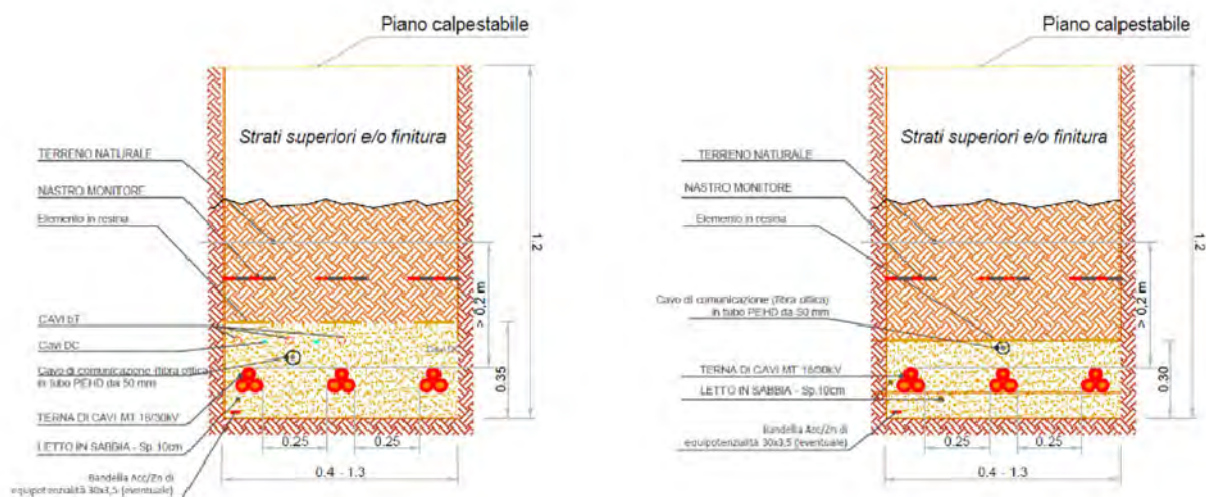 Piano calpestabile
Strati superiori e/o finitura
TERRENO NATURALE
NASTRO MONITORE
Elemento in resina
1.2
> 0,2 m
CAVI bT
Cavi DC
Cavi DC
Cavo di comunicazione (fibra ottica)
in tubo PEHD da 50 mm
0.35
TERNA DI CAVI MT 18/30kV
LETTO IN SABBIA - Sp.10cm
0.25
0.25
Bandella Acc/Zn di
equipotenzialità 30x3,5 (eventuale)
0.4 - 1.3
Piano calpestabile
Strati superiori e/o finitura
TERRENO NATURALE
NASTRO MONITORE
Elemento in resina
1.2
> 0,2 m
Cavo di comunicazione (fibra ottica)
in tubo PEHD da 50 mm
TERNA DI CAVI MT 18/30kV
LETTO IN SABBIA - Sp.10cm
0.30
Bandella Acc/Zn di
equipotenzialità 30x3,5 (eventuale)
0.25
0.25
0.4 - 1.3